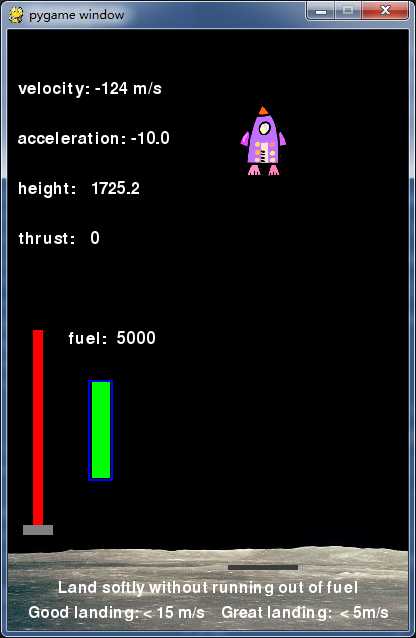 pygame window
velocity: -124 m/s
acceleration: -10.0
height: 1725.2
thrust: 0
fuel: 5000
Land softly without running out of fuel
Good landing: < 15 m/s Great landing: < 5m/s